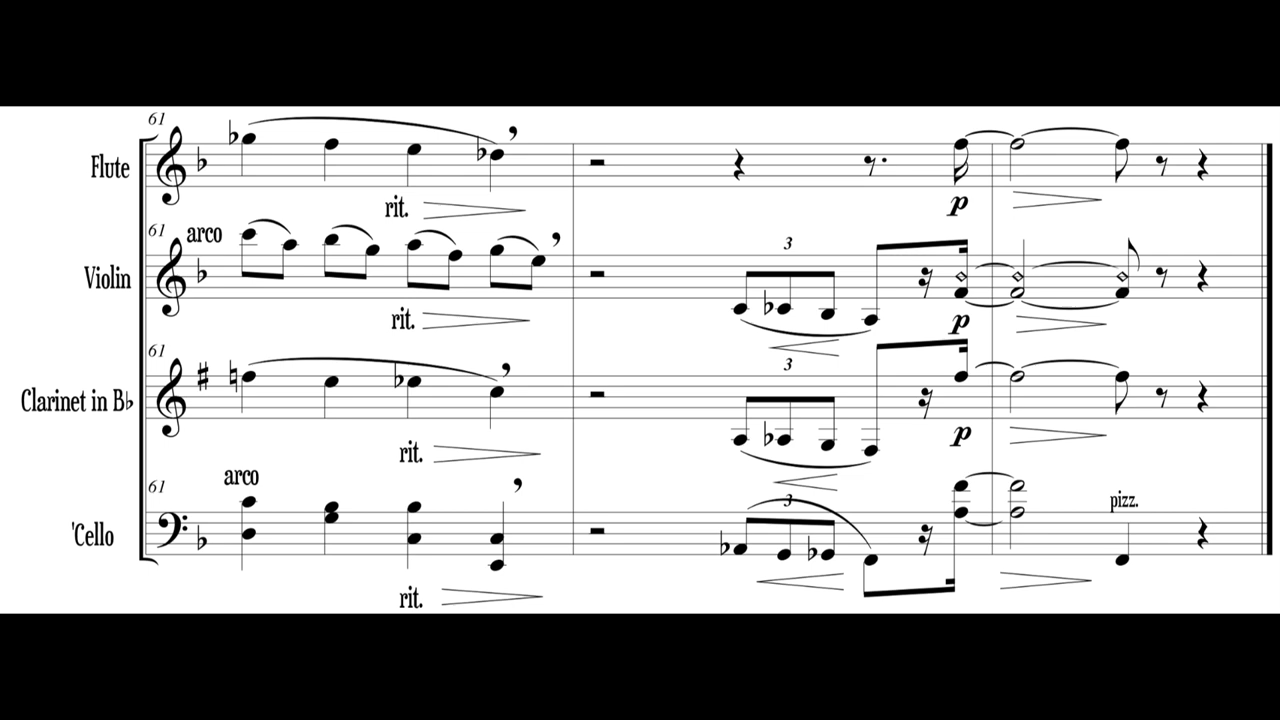 61
Flute
rit.
p
61
arco
Violin
3
rit.
p
61
3
Clarinet in B♭
rit.
p
arco
61
3
pizz.
'Cello
rit.